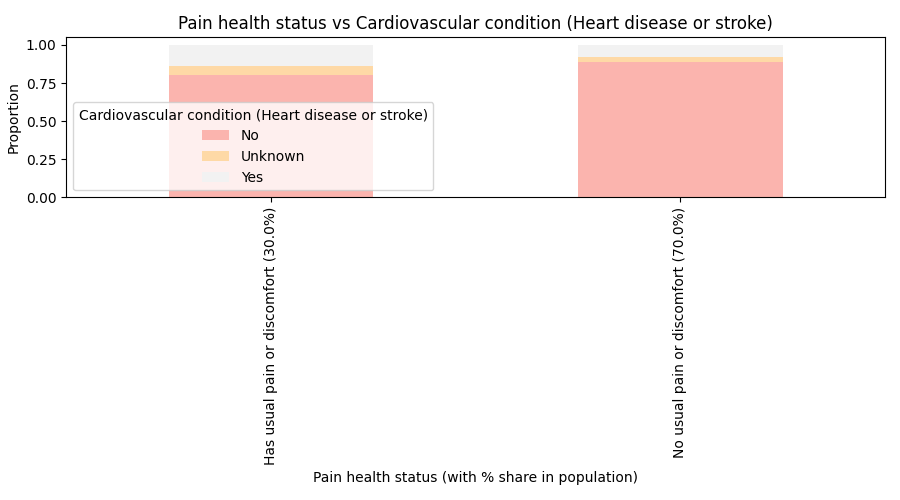 Pain health status vs Cardiovascular condition (Heart disease or stroke)
Proportion
1.00
0.75
0.50
0.25
0.00
Cardiovascular condition (Heart disease or stroke)
No
Unknown
Yes
Has usual pain or discomfort (30.0%)
No usual pain or discomfort (70.0%)
Pain health status (with % share in population)